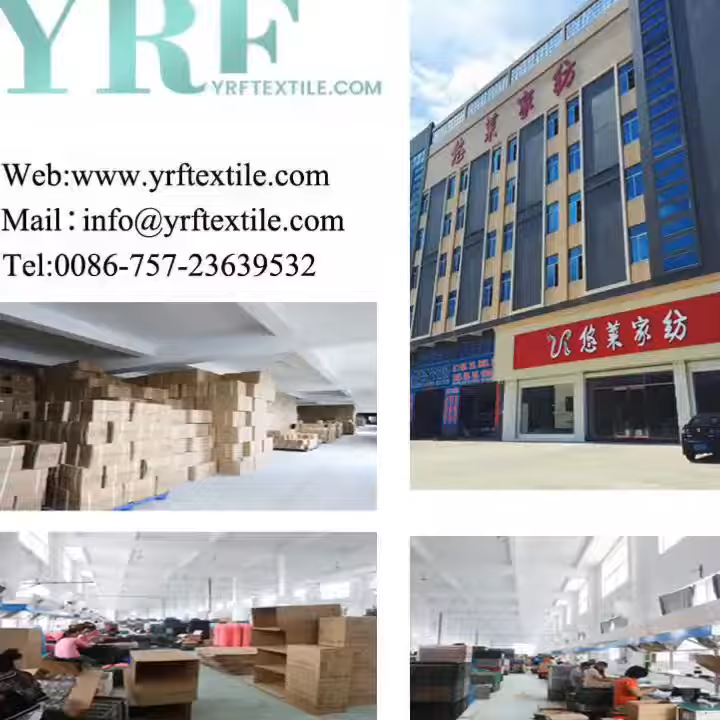 YRF
YRFTEXTILE.COM
Web:www.yrftextile.com
Mail：info@yrftextile.com
Tel:0086-757-23639532
悠莱家纺
悠莱家纺